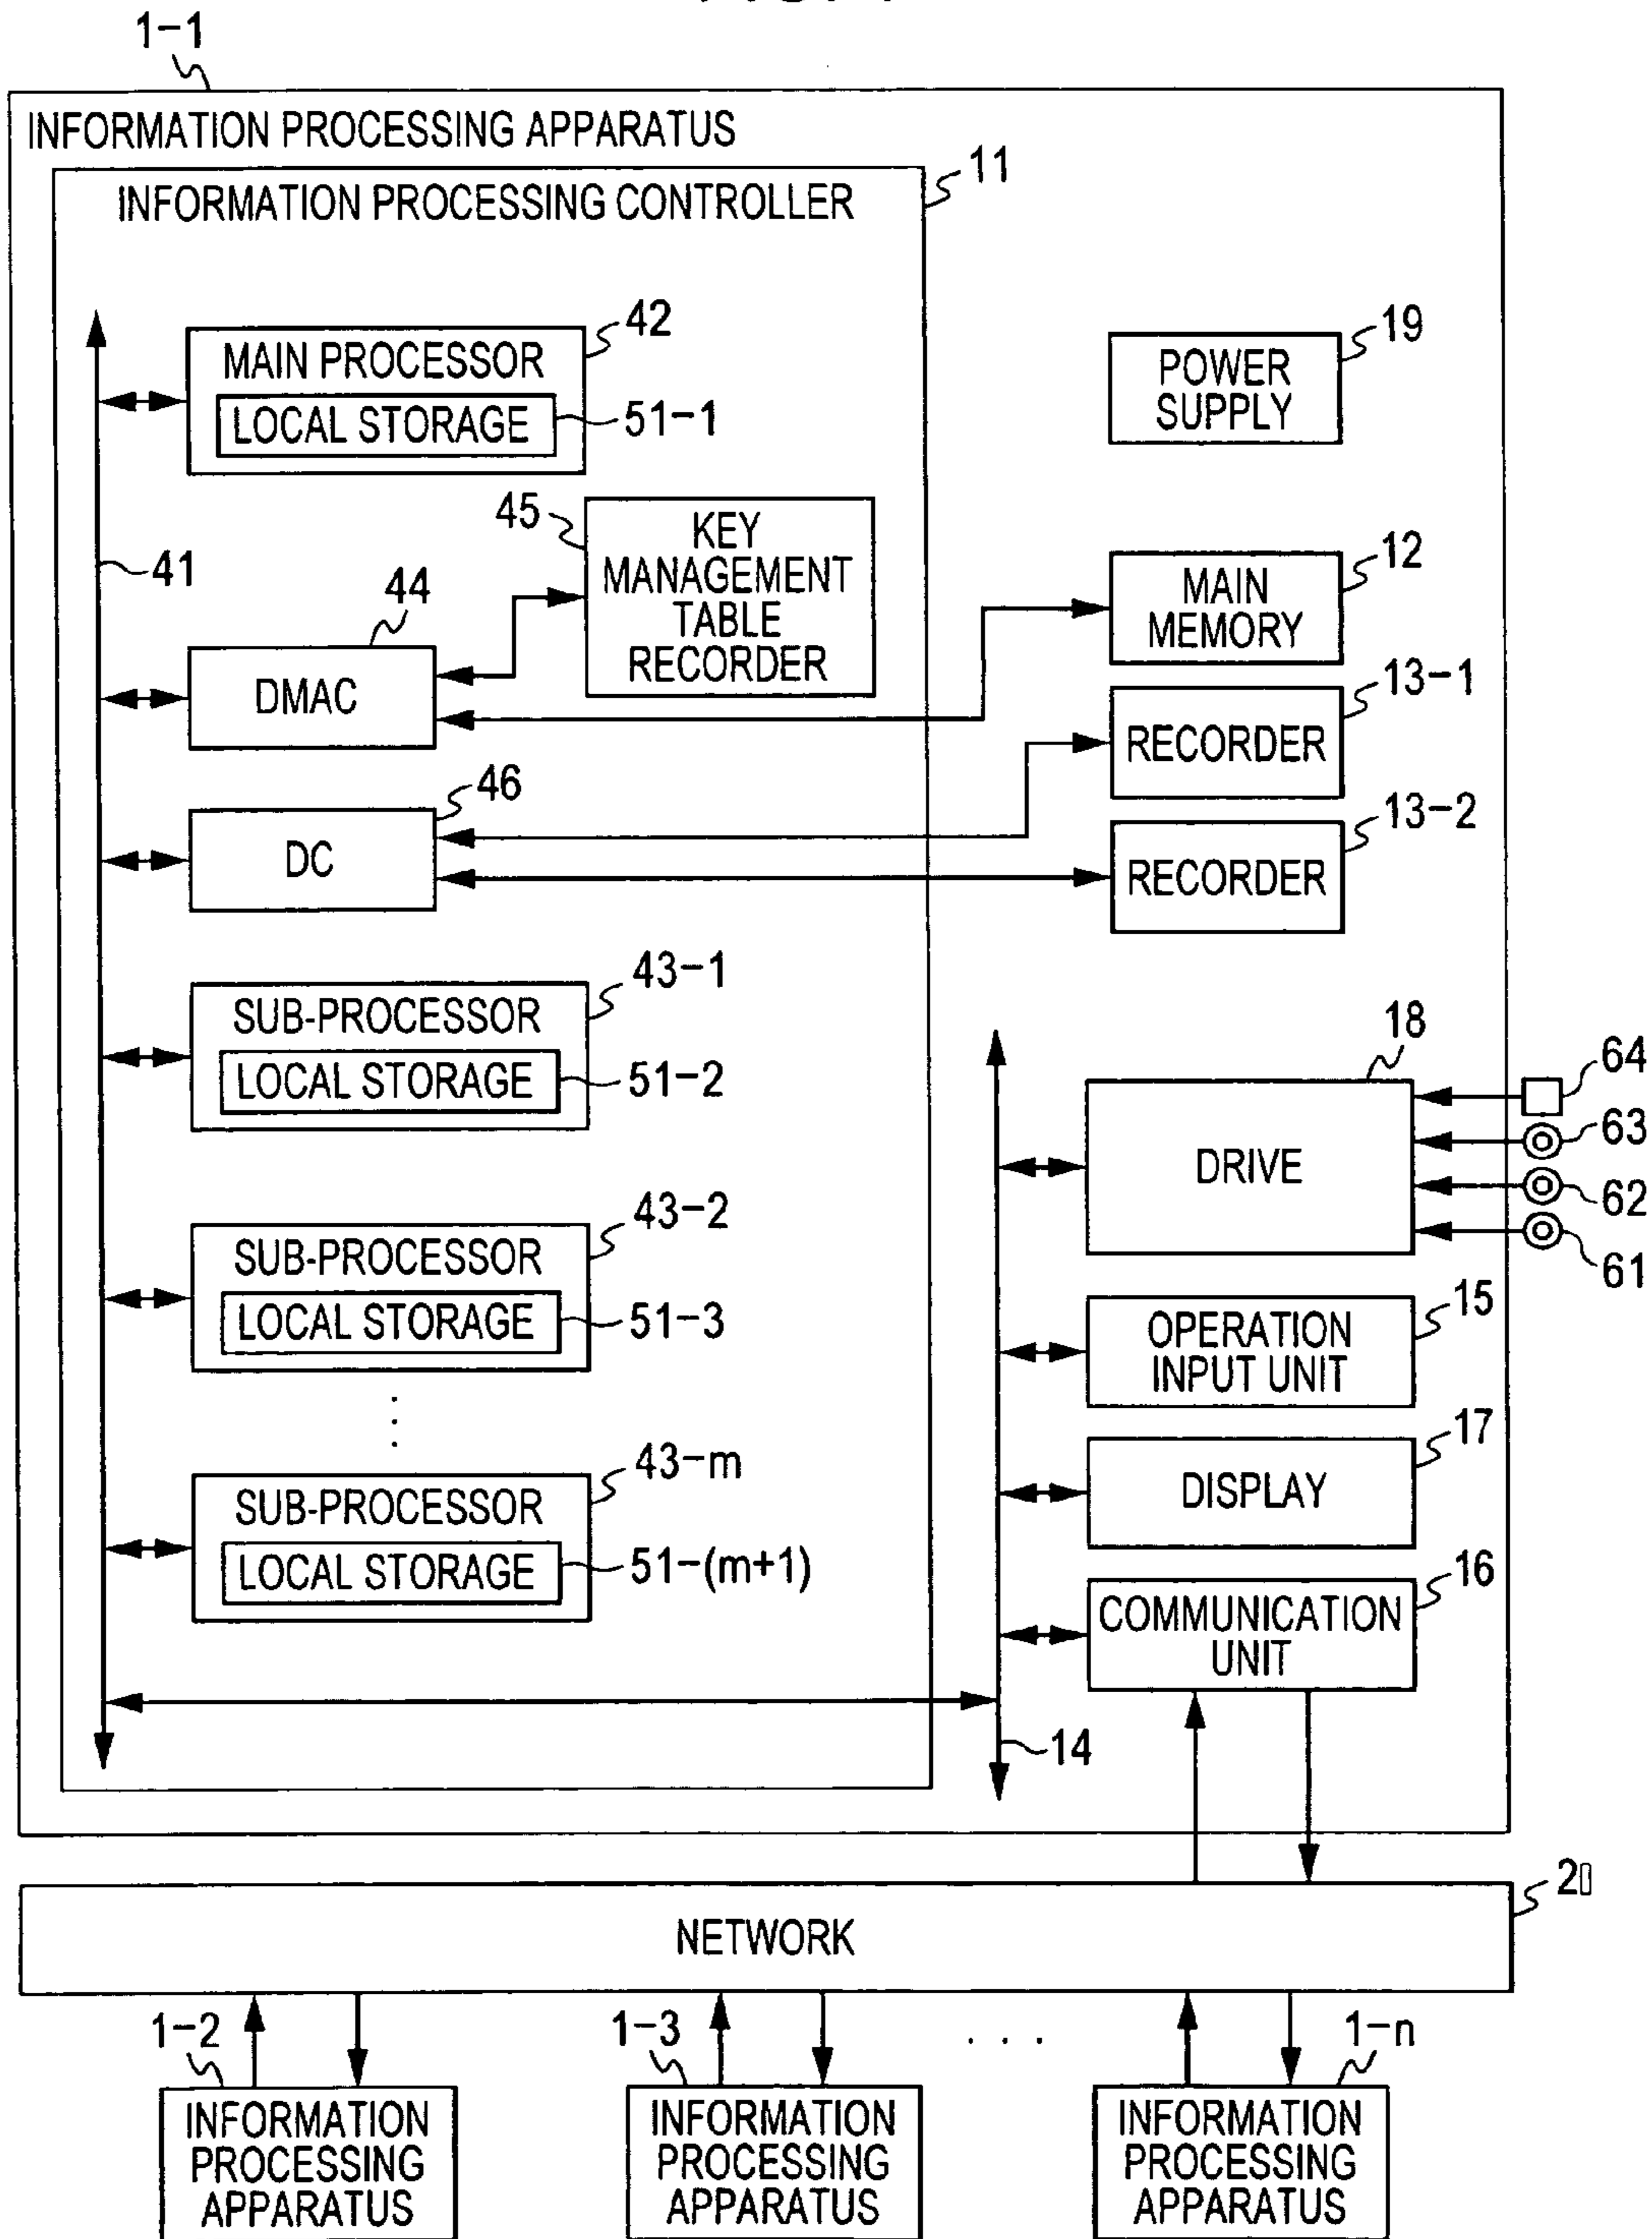 1-1
INFORMATION PROCESSING APPARATUS
11
INFORMATION PROCESSING CONTROLLER
42
MAIN PROCESSOR
LOCAL STORAGE
51-1
19
POWER
SUPPLY
41
45
KEY
MANAGEMENT
TABLE
RECORDER
44
DMAC
12
MAIN
MEMORY
13-1
RECORDER
46
DC
13-2
RECORDER
43-1
SUB-PROCESSOR
LOCAL STORAGE
51-2
18
DRIVE
64
63
62
61
43-2
SUB-PROCESSOR
LOCAL STORAGE
51-3
15
OPERATION
INPUT UNIT
17
DISPLAY
43-m
SUB-PROCESSOR
LOCAL STORAGE
51-(m+1)
16
COMMUNICATION
UNIT
14
NETWORK
1-2
INFORMATION
PROCESSING
APPARATUS
1-3
INFORMATION
PROCESSING
APPARATUS
. . .
1-n
INFORMATION
PROCESSING
APPARATUS